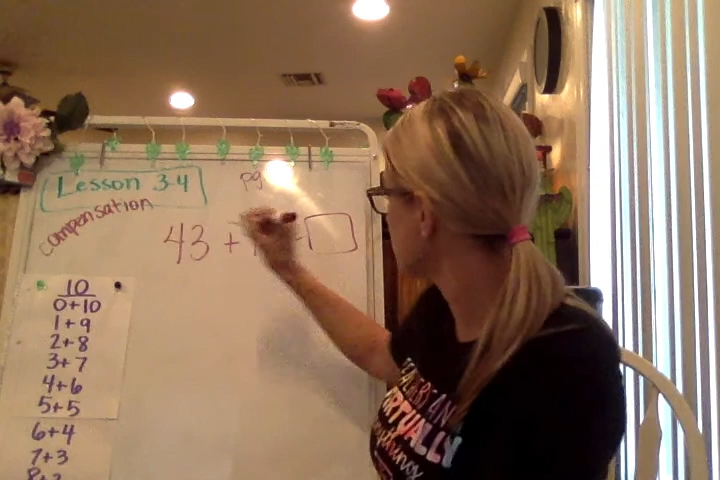 Lesson 3-4
pg
compensation
43 +
10
0+10
1+9
2+8
3+7
4+6
5+5
6+4
7+3
VIRTUALLY